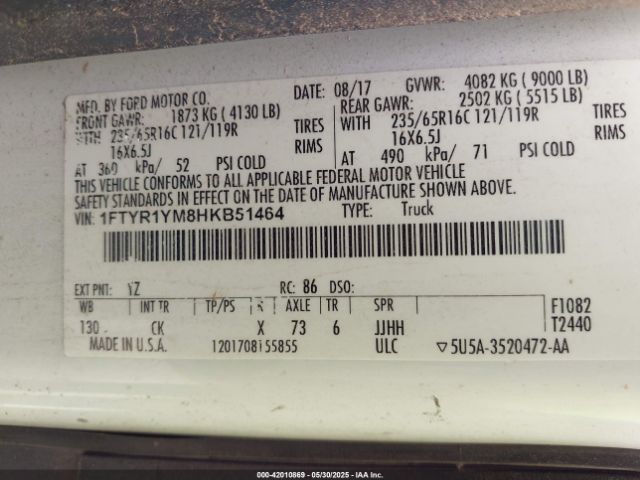 MFD. BY FORD MOTOR CO. DATE: 08/17 GVWR: 4082 KG ( 9000 LB)
FRONT GAWR: 1873 KG ( 4130 LB) REAR GAWR: 2502 KG ( 5515 LB)
WITH 235/65R16C 121/119R TIRES WITH 235/65R16C 121/119R TIRES
16X6.5J RIMS 16X6.5J RIMS
AT 360 kPa/ 52 PSI COLD AT 490 kPa/ 71 PSI COLD
THIS VEHICLE CONFORMS TO ALL APPLICABLE FEDERAL MOTOR VEHICLE
SAFETY STANDARDS IN EFFECT ON THE DATE OF MANUFACTURE SHOWN ABOVE.
VIN: 1FTYR1YM8HKB51464 TYPE: Truck
EXT PNT: YZ RC: 86 DSO:
WB INT TR TP/PS R AXLE TR SPR F1082
130 CK X 73 6 JJHH T2440
MADE IN U.S.A. 1201708155855 ULC ▽5U5A-3520472-AA
000-42010869 - 05/30/2025 - IAA Inc.